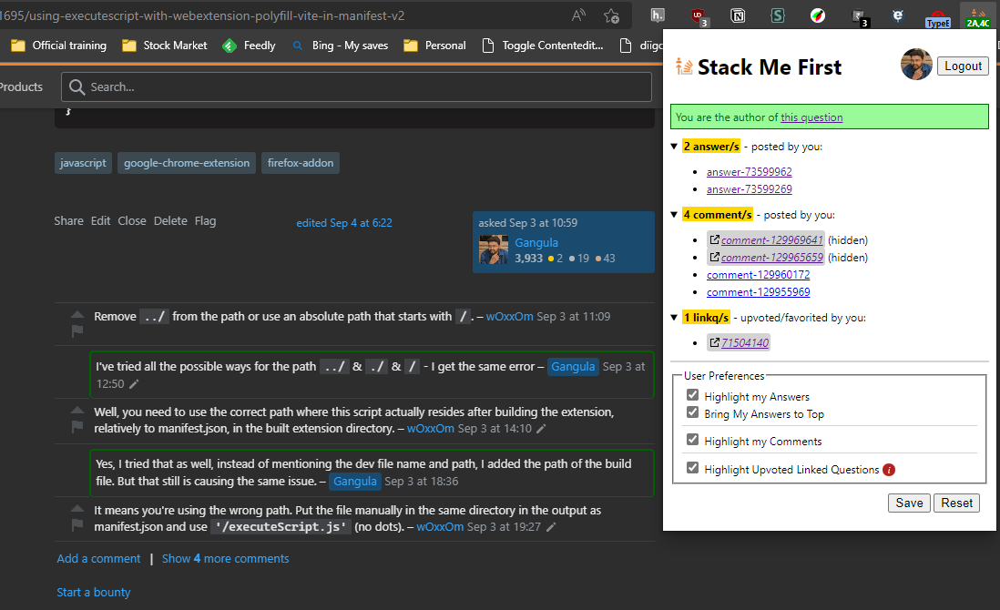 1695/using-executescript-with-webextension-polyfill-vite-in-manifest-v2
h.
UD
3
N
S
3
e
TypeE
2A,4C
Official training
Stock Market
Feedly
Bing - My saves
Personal
Toggle Contentedit...
diigc
Products
Search...
}
javascript
google-chrome-extension
firefox-addon
Share Edit Close Delete Flag
edited Sep 4 at 6:22
asked Sep 3 at 10:59
Gangula
3,933 2 19 43
Remove ../ from the path or use an absolute path that starts with / . – wOxxOm Sep 3 at 11:09
I've tried all the possible ways for the path ../ & ./ & / - I get the same error – Gangula Sep 3 at
12:50
Well, you need to use the correct path where this script actually resides after building the extension,
relatively to manifest.json, in the built extension directory. – wOxxOm Sep 3 at 14:10
Yes, I tried that as well, instead of mentioning the dev file name and path, I added the path of the build
file. But that still is causing the same issue. – Gangula Sep 3 at 18:36
It means you're using the wrong path. Put the file manually in the same directory in the output as
manifest.json and use '/executeScript.js' (no dots). – wOxxOm Sep 3 at 19:27
Add a comment | Show 4 more comments
Start a bounty
Stack Me First
Logout
You are the author of this question
2 answer/s - posted by you:
answer-73599962
answer-73599269
4 comment/s - posted by you:
comment-129969641 (hidden)
comment-129965659 (hidden)
comment-129960172
comment-129955969
1 linkq/s - upvoted/favorited by you:
71504140
User Preferences
Highlight my Answers
Bring My Answers to Top
Highlight my Comments
Highlight Upvoted Linked Questions i
Save Reset